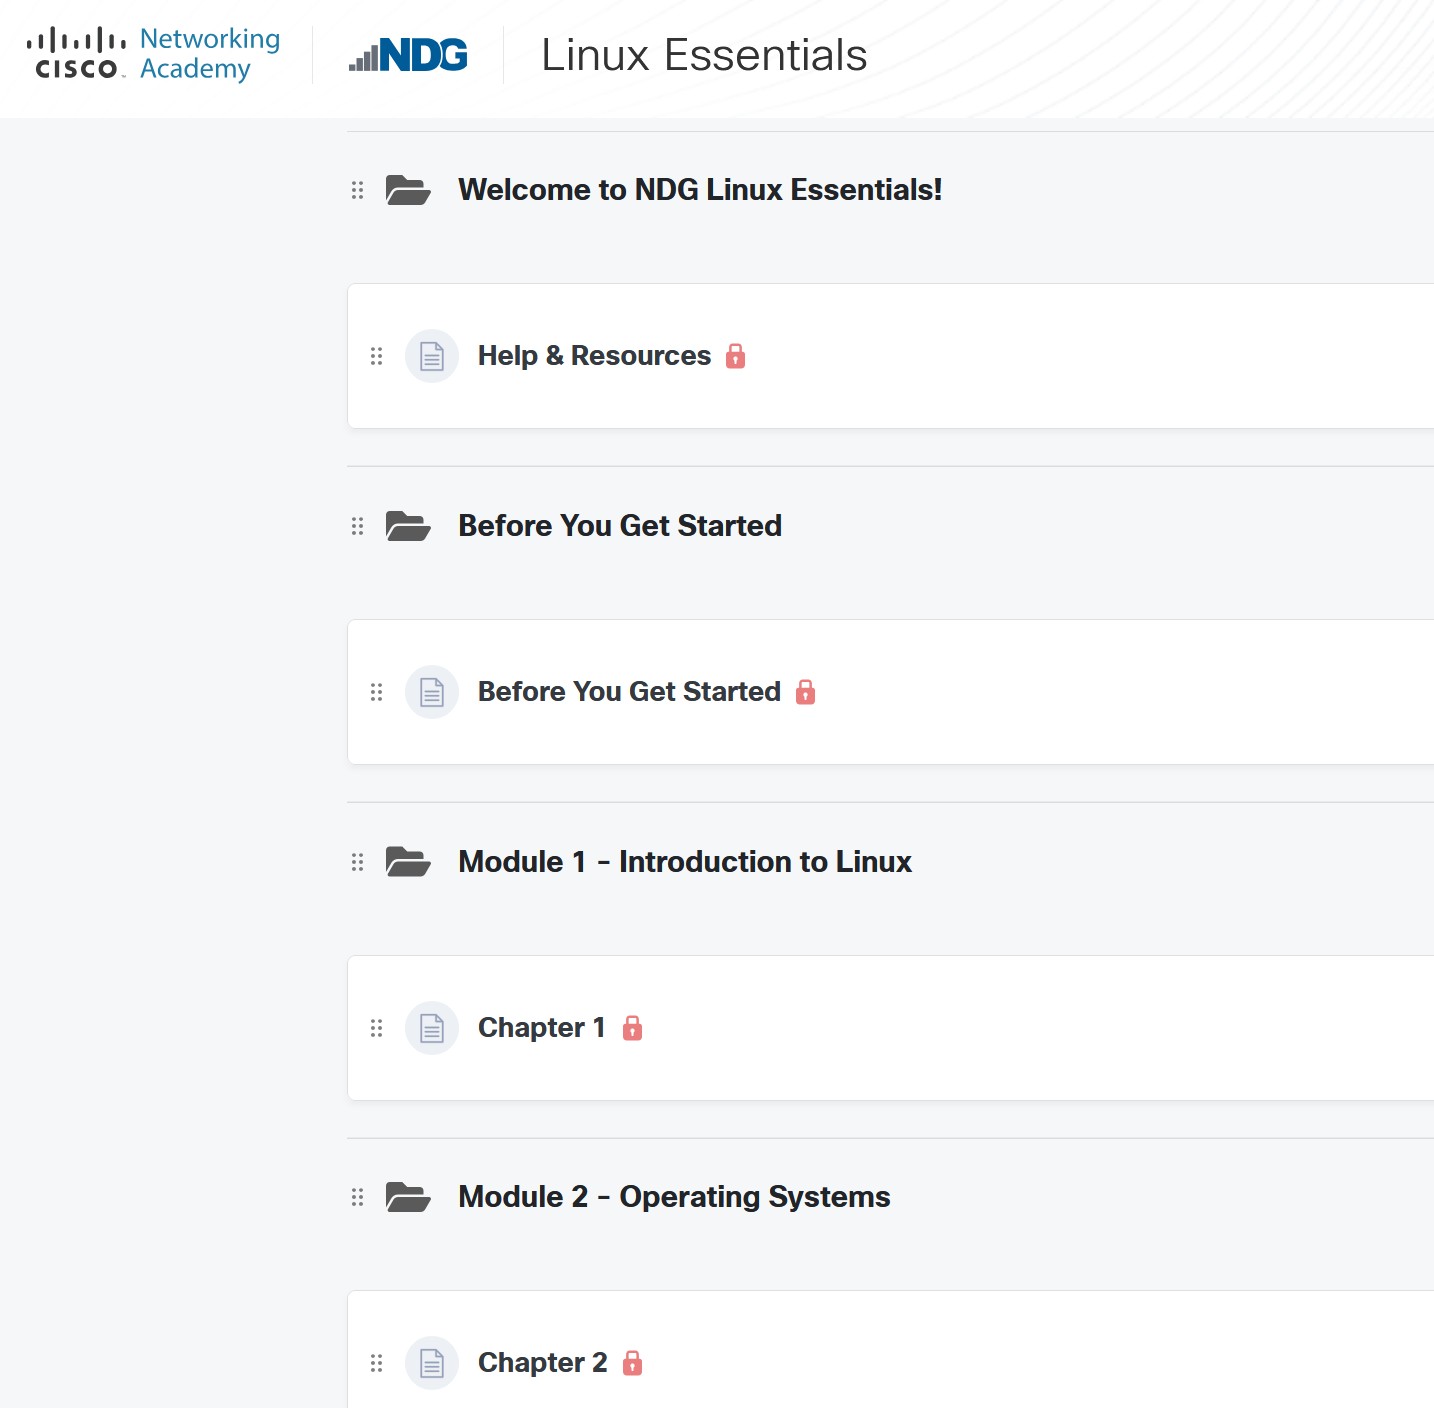 Networking
Academy
CISCO
NDG
Linux Essentials
Welcome to NDG Linux Essentials!
Help & Resources
Before You Get Started
Before You Get Started
Module 1 - Introduction to Linux
Chapter 1
Module 2 - Operating Systems
Chapter 2